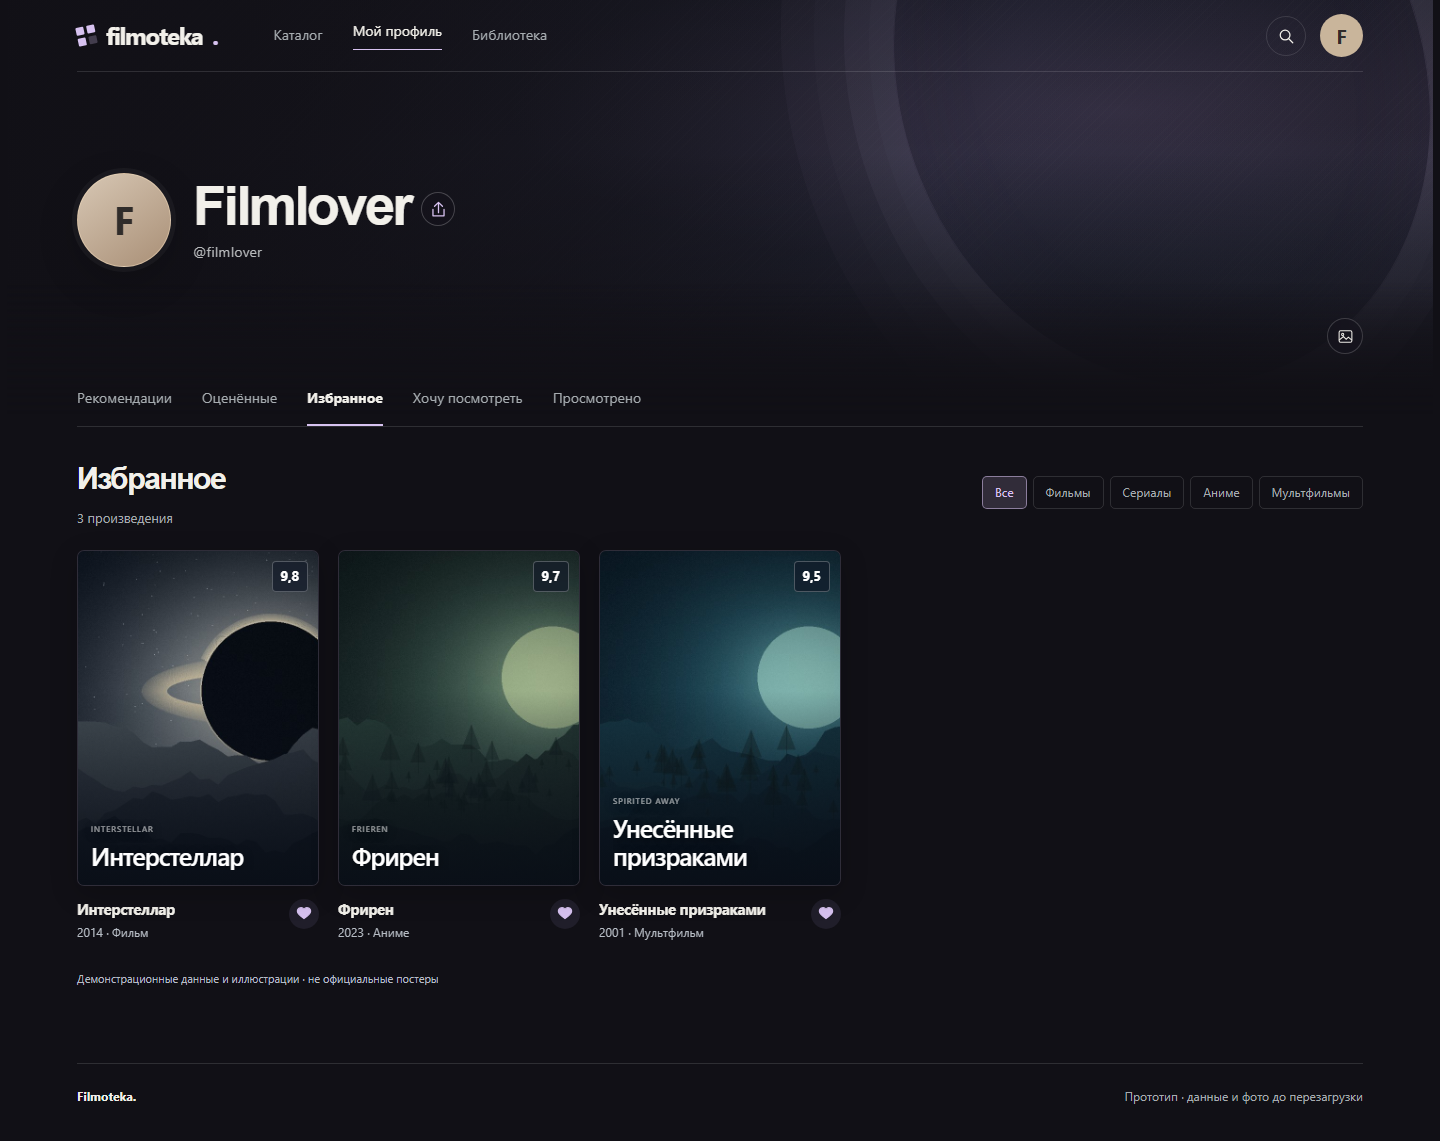 filmoteka .
Каталог
Мой профиль
Библиотека
F
F
Filmlover
@filmlover
Рекомендации
Оценённые
Избранное
Хочу посмотреть
Просмотрено
Избранное
3 произведения
Все
Фильмы
Сериалы
Аниме
Мультфильмы
9,8
INTERSTELLAR
Интерстеллар
Интерстеллар
2014 · Фильм
9,7
FRIEREN
Фрирен
Фрирен
2023 · Аниме
9,5
SPIRITED AWAY
Унесённые
призраками
Унесённые призраками
2001 · Мультфильм
Демонстрационные данные и иллюстрации · не официальные постеры
Filmoteka.
Прототип · данные и фото до перезагрузки